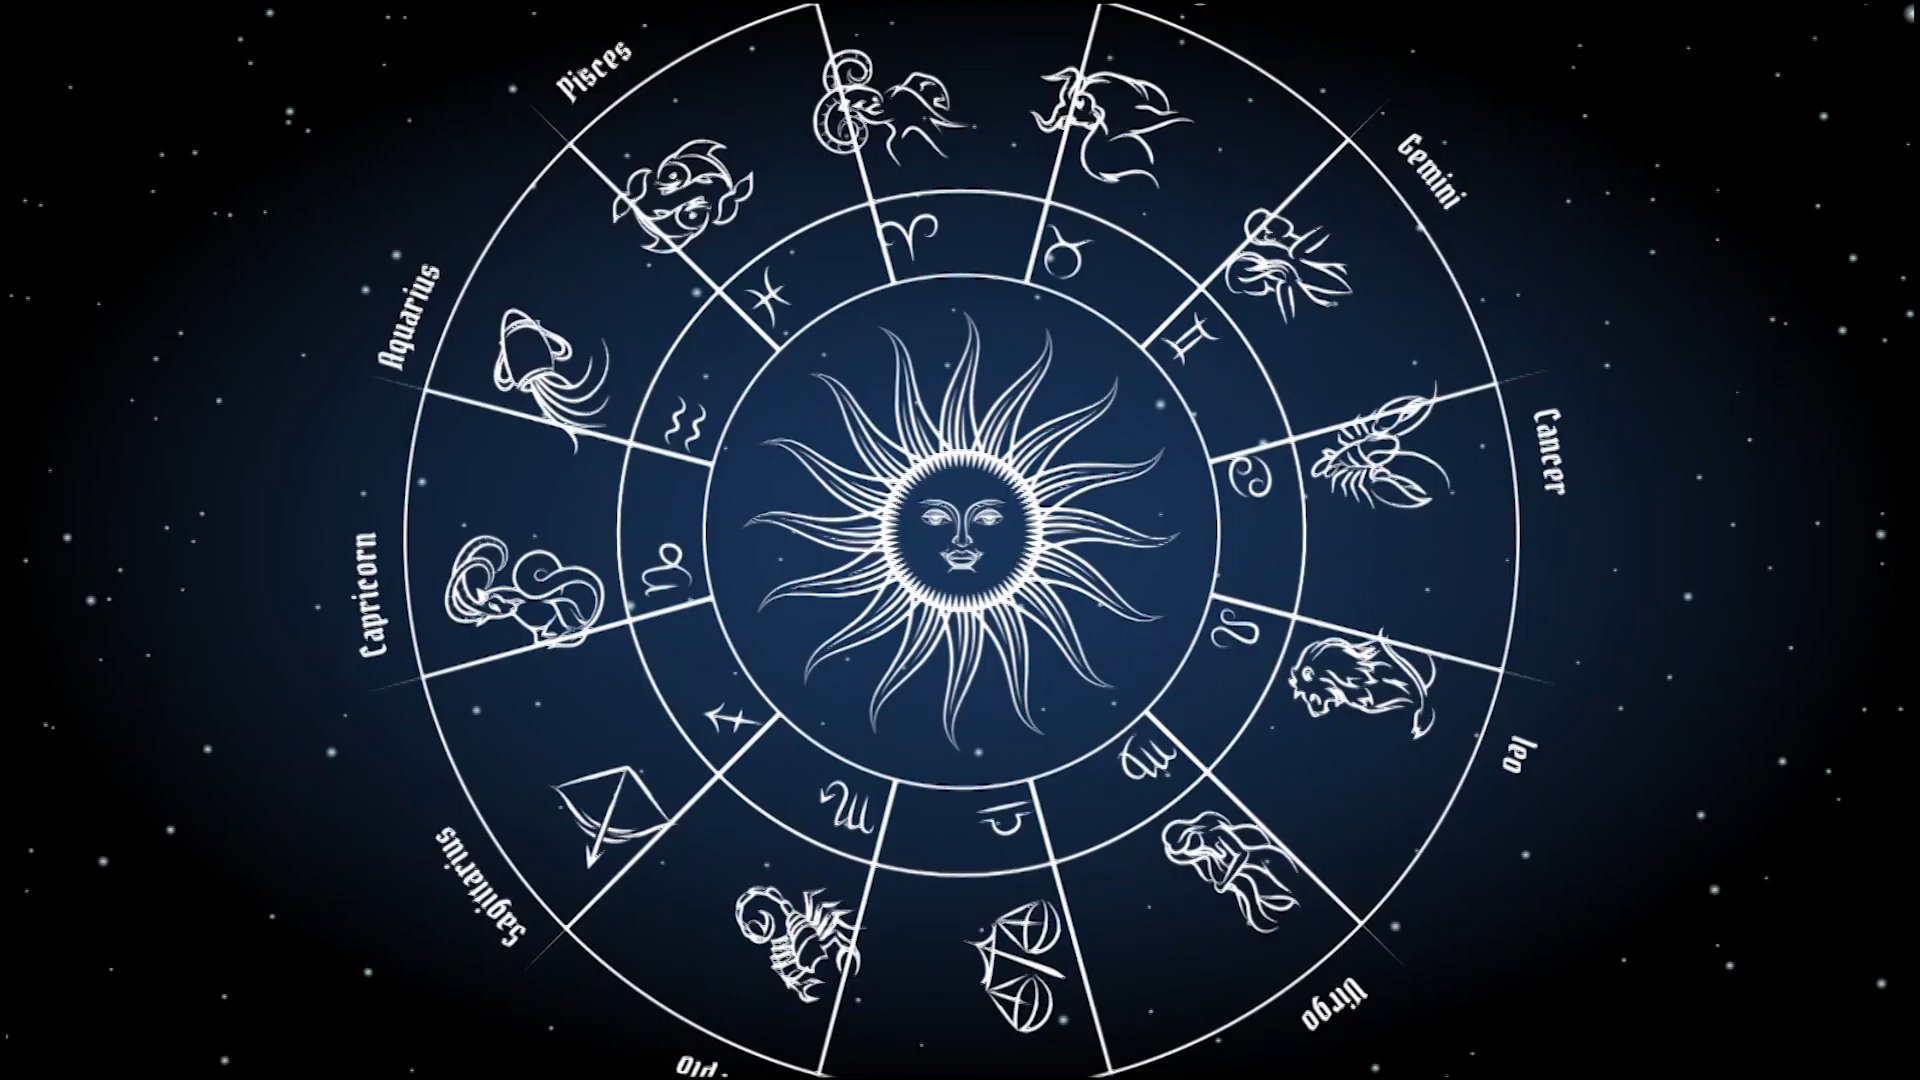 Pisces
Gemini
Aquarius
Cancer
Capricorn
Leo
Sagittarius
Virgo